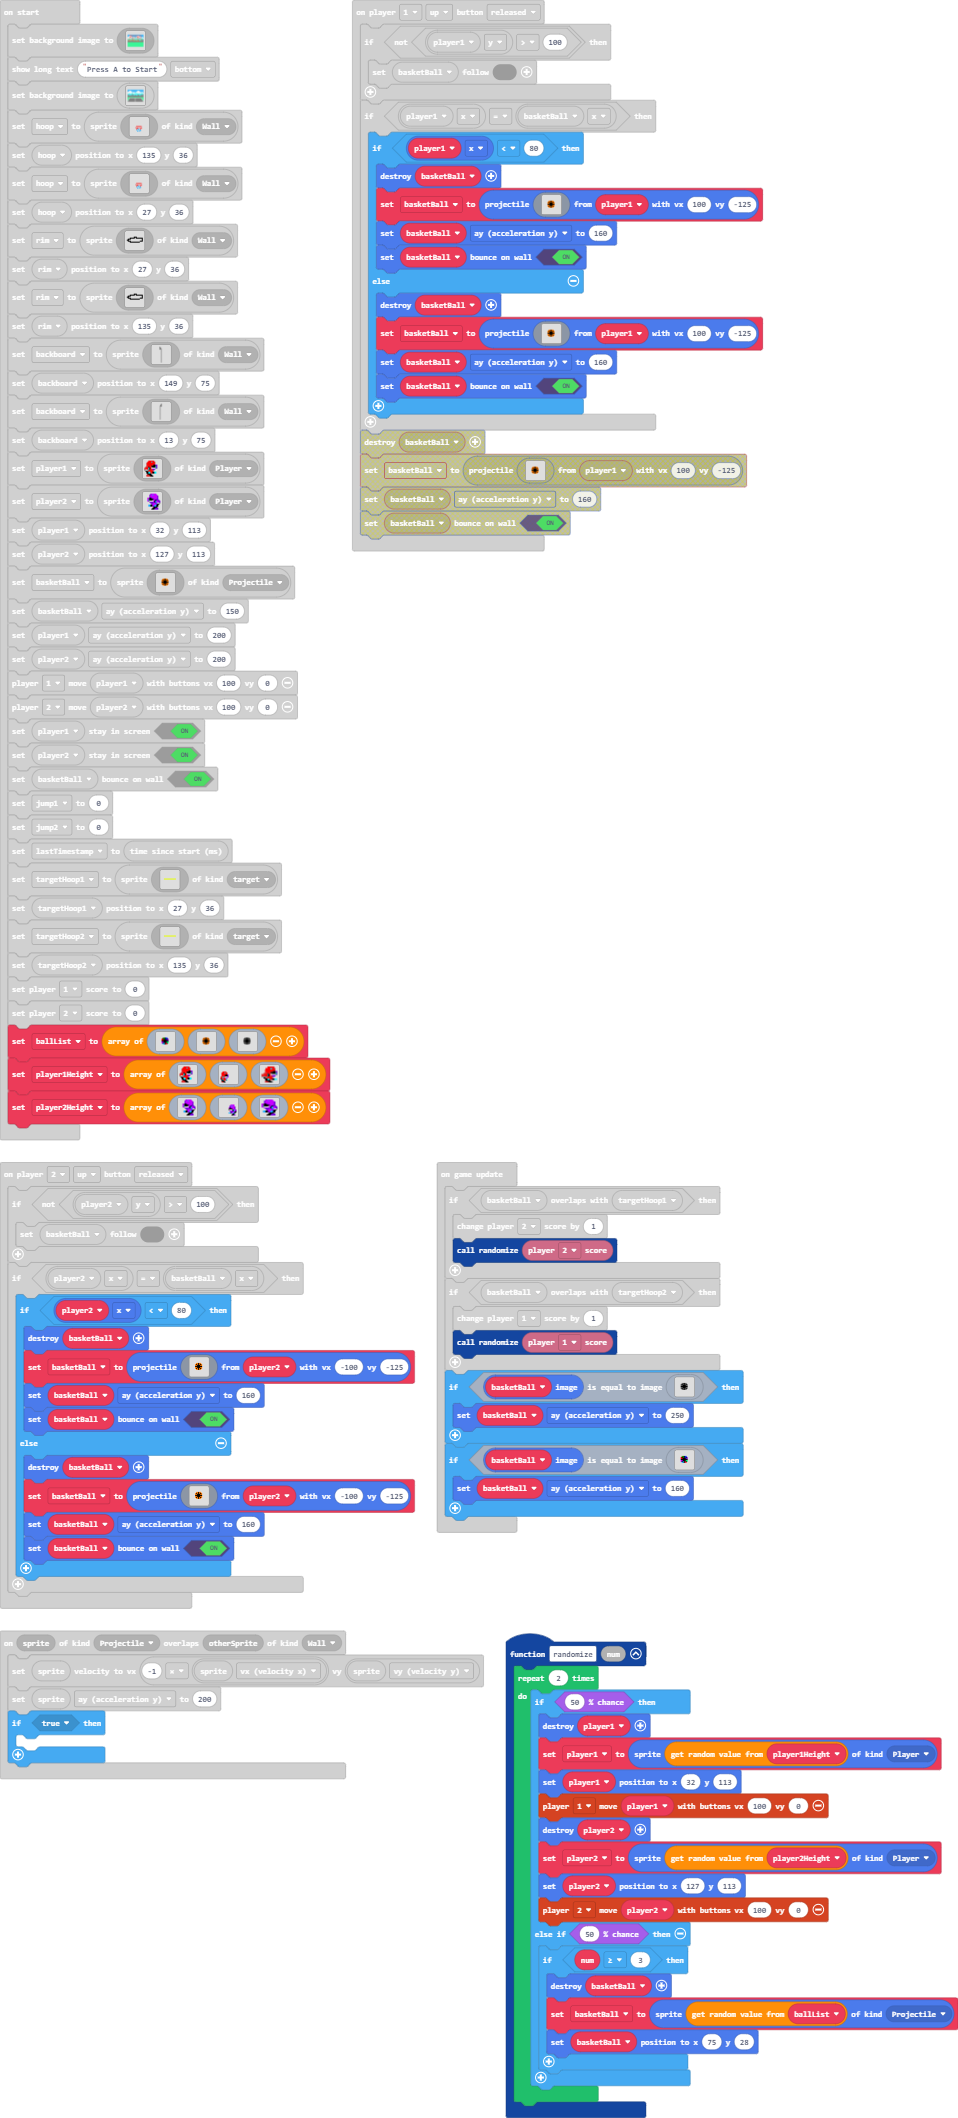 on start
set background image to
show long text "Press A to Start" bottom
set background image to
set hoop to sprite of kind Wall
set hoop position to x 135 y 36
set hoop to sprite of kind Wall
set hoop position to x 27 y 36
set rim to sprite of kind Wall
set rim position to x 27 y 36
set rim to sprite of kind Wall
set rim position to x 135 y 36
set backboard to sprite of kind Wall
set backboard position to x 149 y 75
set backboard to sprite of kind Wall
set backboard position to x 13 y 75
set player1 to sprite of kind Player
set player2 to sprite of kind Player
set player1 position to x 32 y 113
set player2 position to x 127 y 113
set basketBall to sprite of kind Projectile
set basketBall ay (acceleration y) to 150
set player1 ay (acceleration y) to 200
set player2 ay (acceleration y) to 200
player 1 move player1 with buttons vx 100 vy 0
player 2 move player2 with buttons vx 100 vy 0
set player1 stay in screen ON
set player2 stay in screen ON
set basketBall bounce on wall ON
set jump1 to 0
set jump2 to 0
set lastTimestamp to time since start (ms)
set targetHoop1 to sprite of kind target
set targetHoop1 position to x 27 y 36
set targetHoop2 to sprite of kind target
set targetHoop2 position to x 135 y 36
set player 1 score to 0
set player 2 score to 0
set ballList to array of
set player1Height to array of
set player2Height to array of
on player 1 up button released
if not player1 y > 100 then
set basketBall follow
if player1 x = basketBall x then
if player1 x < 80 then
destroy basketBall
set basketBall to projectile from player1 with vx 100 vy -125
set basketBall ay (acceleration y) to 160
set basketBall bounce on wall ON
else
destroy basketBall
set basketBall to projectile from player1 with vx 100 vy -125
set basketBall ay (acceleration y) to 160
set basketBall bounce on wall ON
destroy basketBall
set basketBall to projectile from player1 with vx 100 vy -125
set basketBall ay (acceleration y) to 160
set basketBall bounce on wall ON
on player 2 up button released
if not player2 y > 100 then
set basketBall follow
if player2 x = basketBall x then
if player2 x < 80 then
destroy basketBall
set basketBall to projectile from player2 with vx -100 vy -125
set basketBall ay (acceleration y) to 160
set basketBall bounce on wall ON
else
destroy basketBall
set basketBall to projectile from player2 with vx -100 vy -125
set basketBall ay (acceleration y) to 160
set basketBall bounce on wall ON
on game update
if basketBall overlaps with targetHoop1 then
change player 2 score by 1
call randomize player 2 score
if basketBall overlaps with targetHoop2 then
change player 1 score by 1
call randomize player 1 score
if basketBall image is equal to image then
set basketBall ay (acceleration y) to 250
if basketBall image is equal to image then
set basketBall ay (acceleration y) to 160
on sprite of kind Projectile overlaps otherSprite of kind Wall
set sprite velocity to vx -1 × sprite vx (velocity x) vy sprite vy (velocity y)
set sprite ay (acceleration y) to 200
if true then
function randomize num
repeat 2 times
do if 50 % chance then
destroy player1
set player1 to sprite get random value from player1Height of kind Player
set player1 position to x 32 y 113
player 1 move player1 with buttons vx 100 vy 0
destroy player2
set player2 to sprite get random value from player2Height of kind Player
set player2 position to x 127 y 113
player 2 move player2 with buttons vx 100 vy 0
else if 50 % chance then
if num ≥ 3 then
destroy basketBall
set basketBall to sprite get random value from ballList of kind Projectile
set basketBall position to x 75 y 28